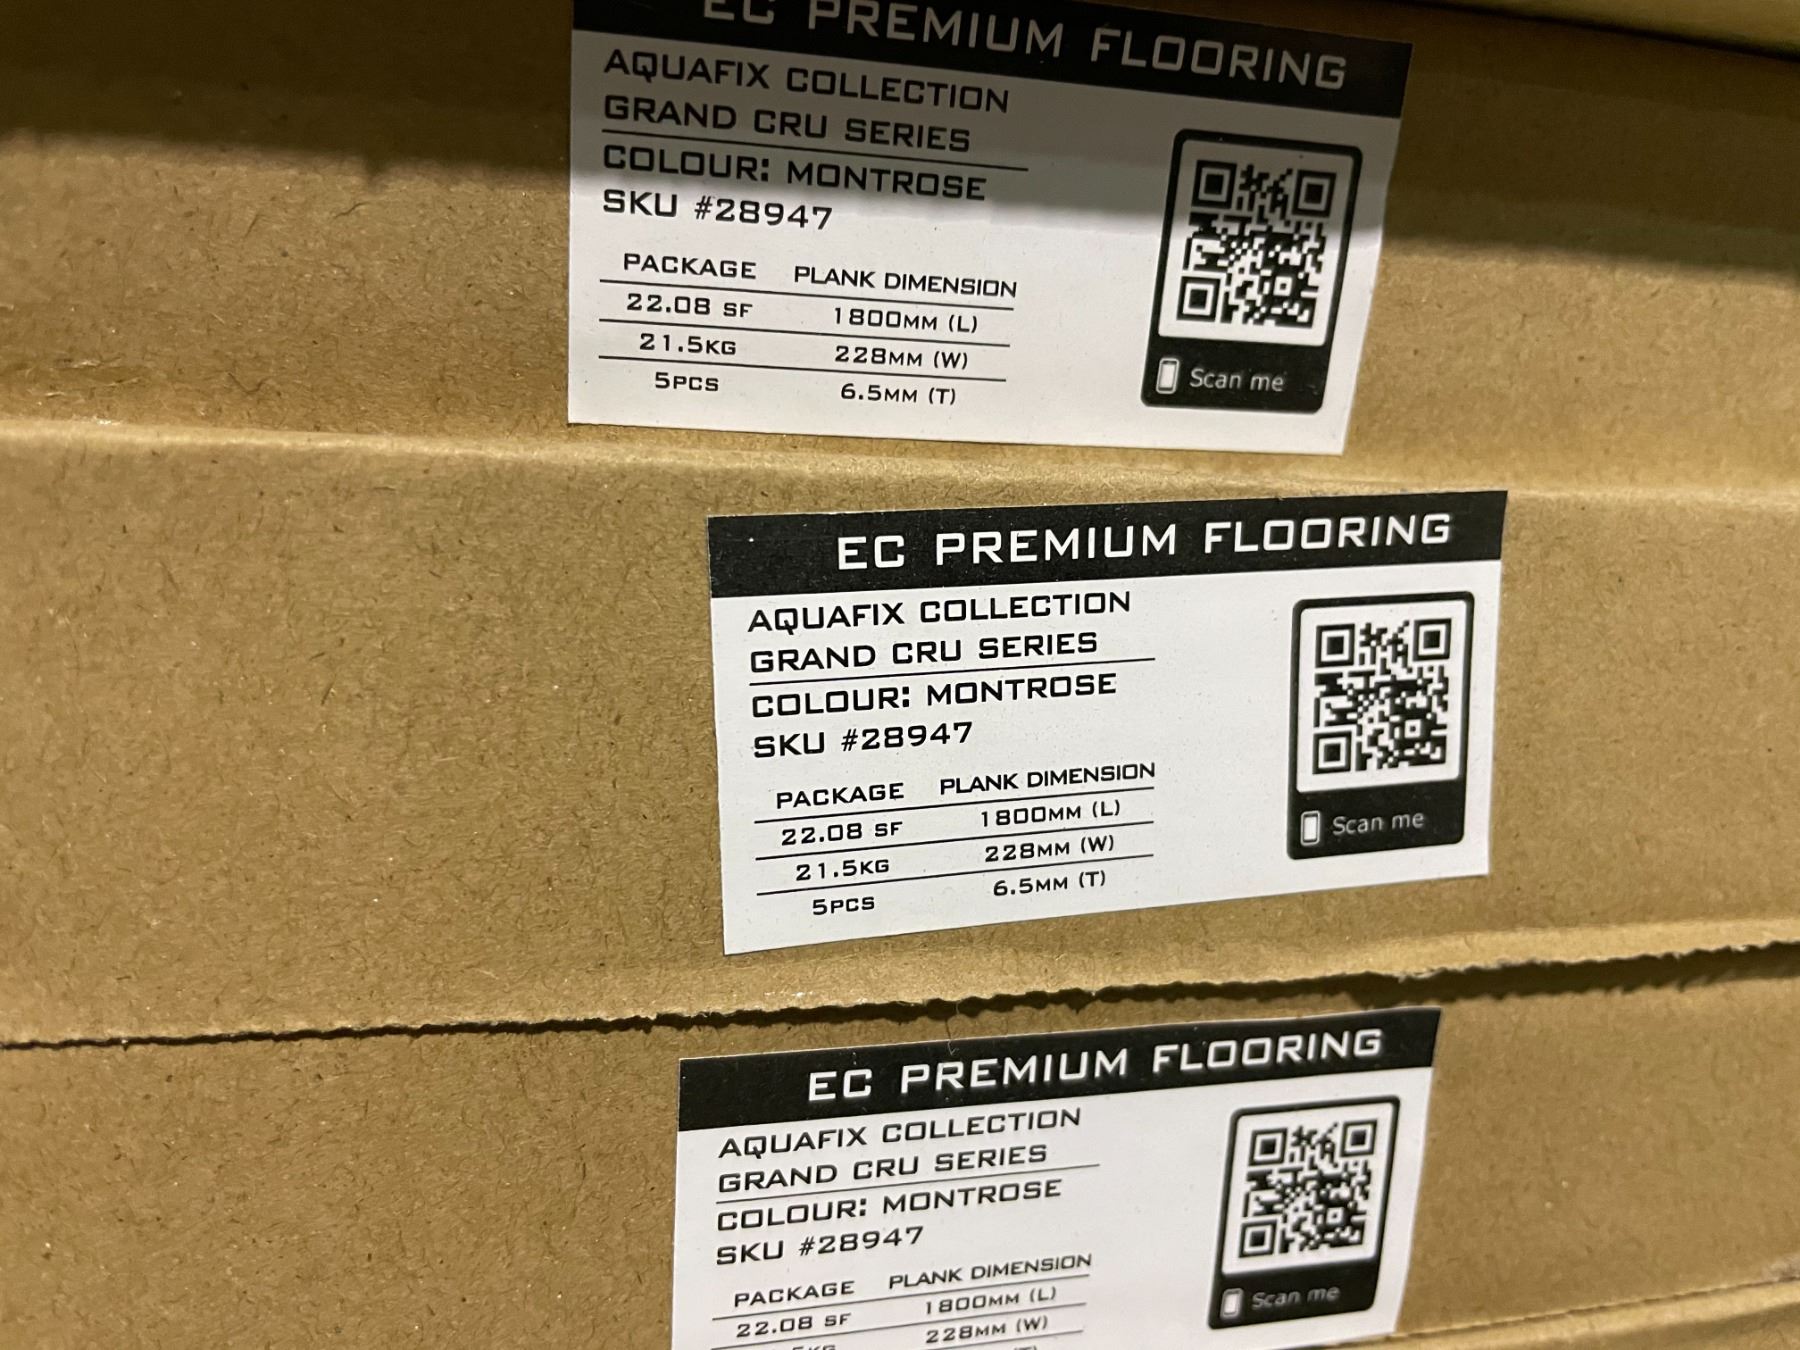 EC PREMIUM FLOORING
AQUAFIX COLLECTION
GRAND CRU SERIES
COLOUR: MONTROSE
SKU #28947
PACKAGE PLANK DIMENSION
22.08 SF 1800MM (L)
21.5KG 228MM (W)
5PCS 6.5MM (T)
Scan me
EC PREMIUM FLOORING
AQUAFIX COLLECTION
GRAND CRU SERIES
COLOUR: MONTROSE
SKU #28947
PACKAGE PLANK DIMENSION
22.08 SF 1800MM (L)
21.5KG 228MM (W)
5PCS 6.5MM (T)
Scan me
EC PREMIUM FLOORING
AQUAFIX COLLECTION
GRAND CRU SERIES
COLOUR: MONTROSE
SKU #28947
PACKAGE PLANK DIMENSION
22.08 SF 1800MM (L)
228MM (W)
Scan me